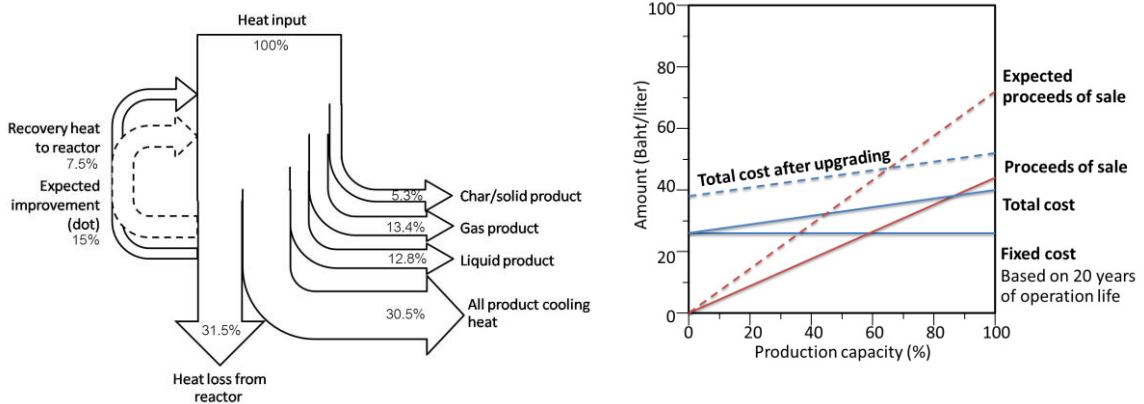 Heat input
100%
Recovery heat
to reactor
7.5%
Expected
improvement
(dot)
15%
5.3%
Char/solid product
13.4%
Gas product
12.8%
Liquid product
30.5%
All product cooling
heat
31.5%
Heat loss from
reactor
100
80
60
40
20
0
Amount (Baht/liter)
0 20 40 60 80 100
Production capacity (%)
Total cost after upgrading
Expected
proceeds of sale
Proceeds of sale
Total cost
Fixed cost
Based on 20 years
of operation life